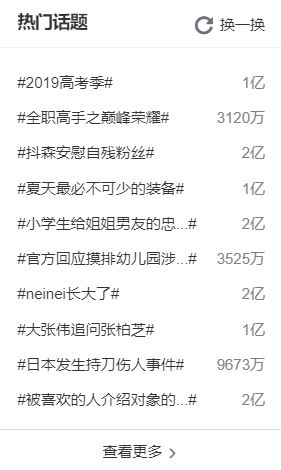 热门话题 换一换
#2019高考季# 1亿
#全职高手之巅峰荣耀# 3120万
#抖森安慰自残粉丝# 2亿
#夏天最必不可少的装备# 1亿
#小学生给姐姐男友的忠...# 2亿
#官方回应摸排幼儿园涉...# 3525万
#neinei长大了# 2亿
#大张伟追问张柏芝# 1亿
#日本发生持刀伤人事件# 9673万
#被喜欢的人介绍对象的...# 2亿
查看更多 >